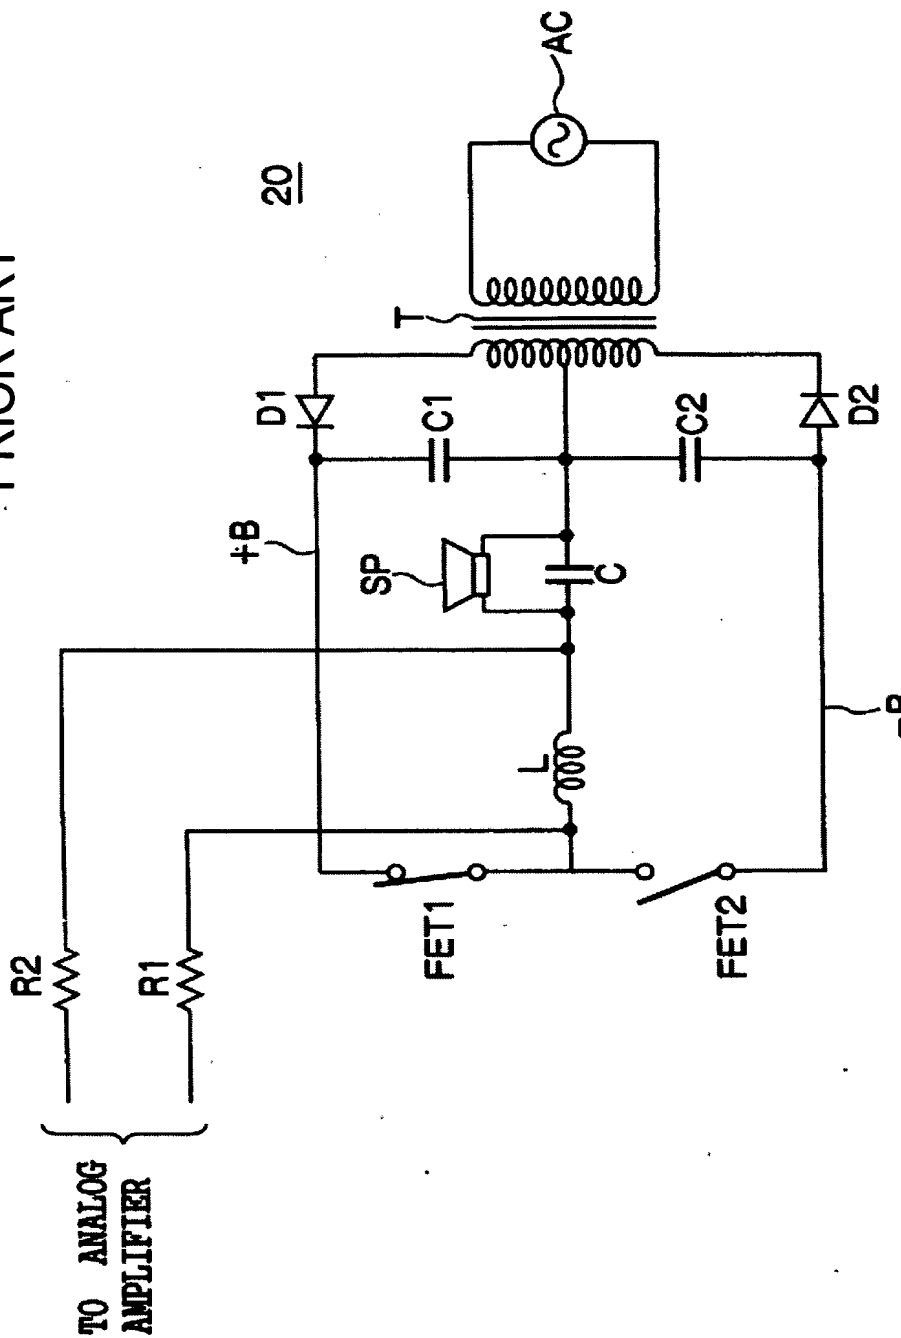 PRIOR ART
20
AC
T
D1
C1
C2
D2
+B
SP
C
L
R2
R1
FET1
FET2
TO ANALOG
AMPLIFIER